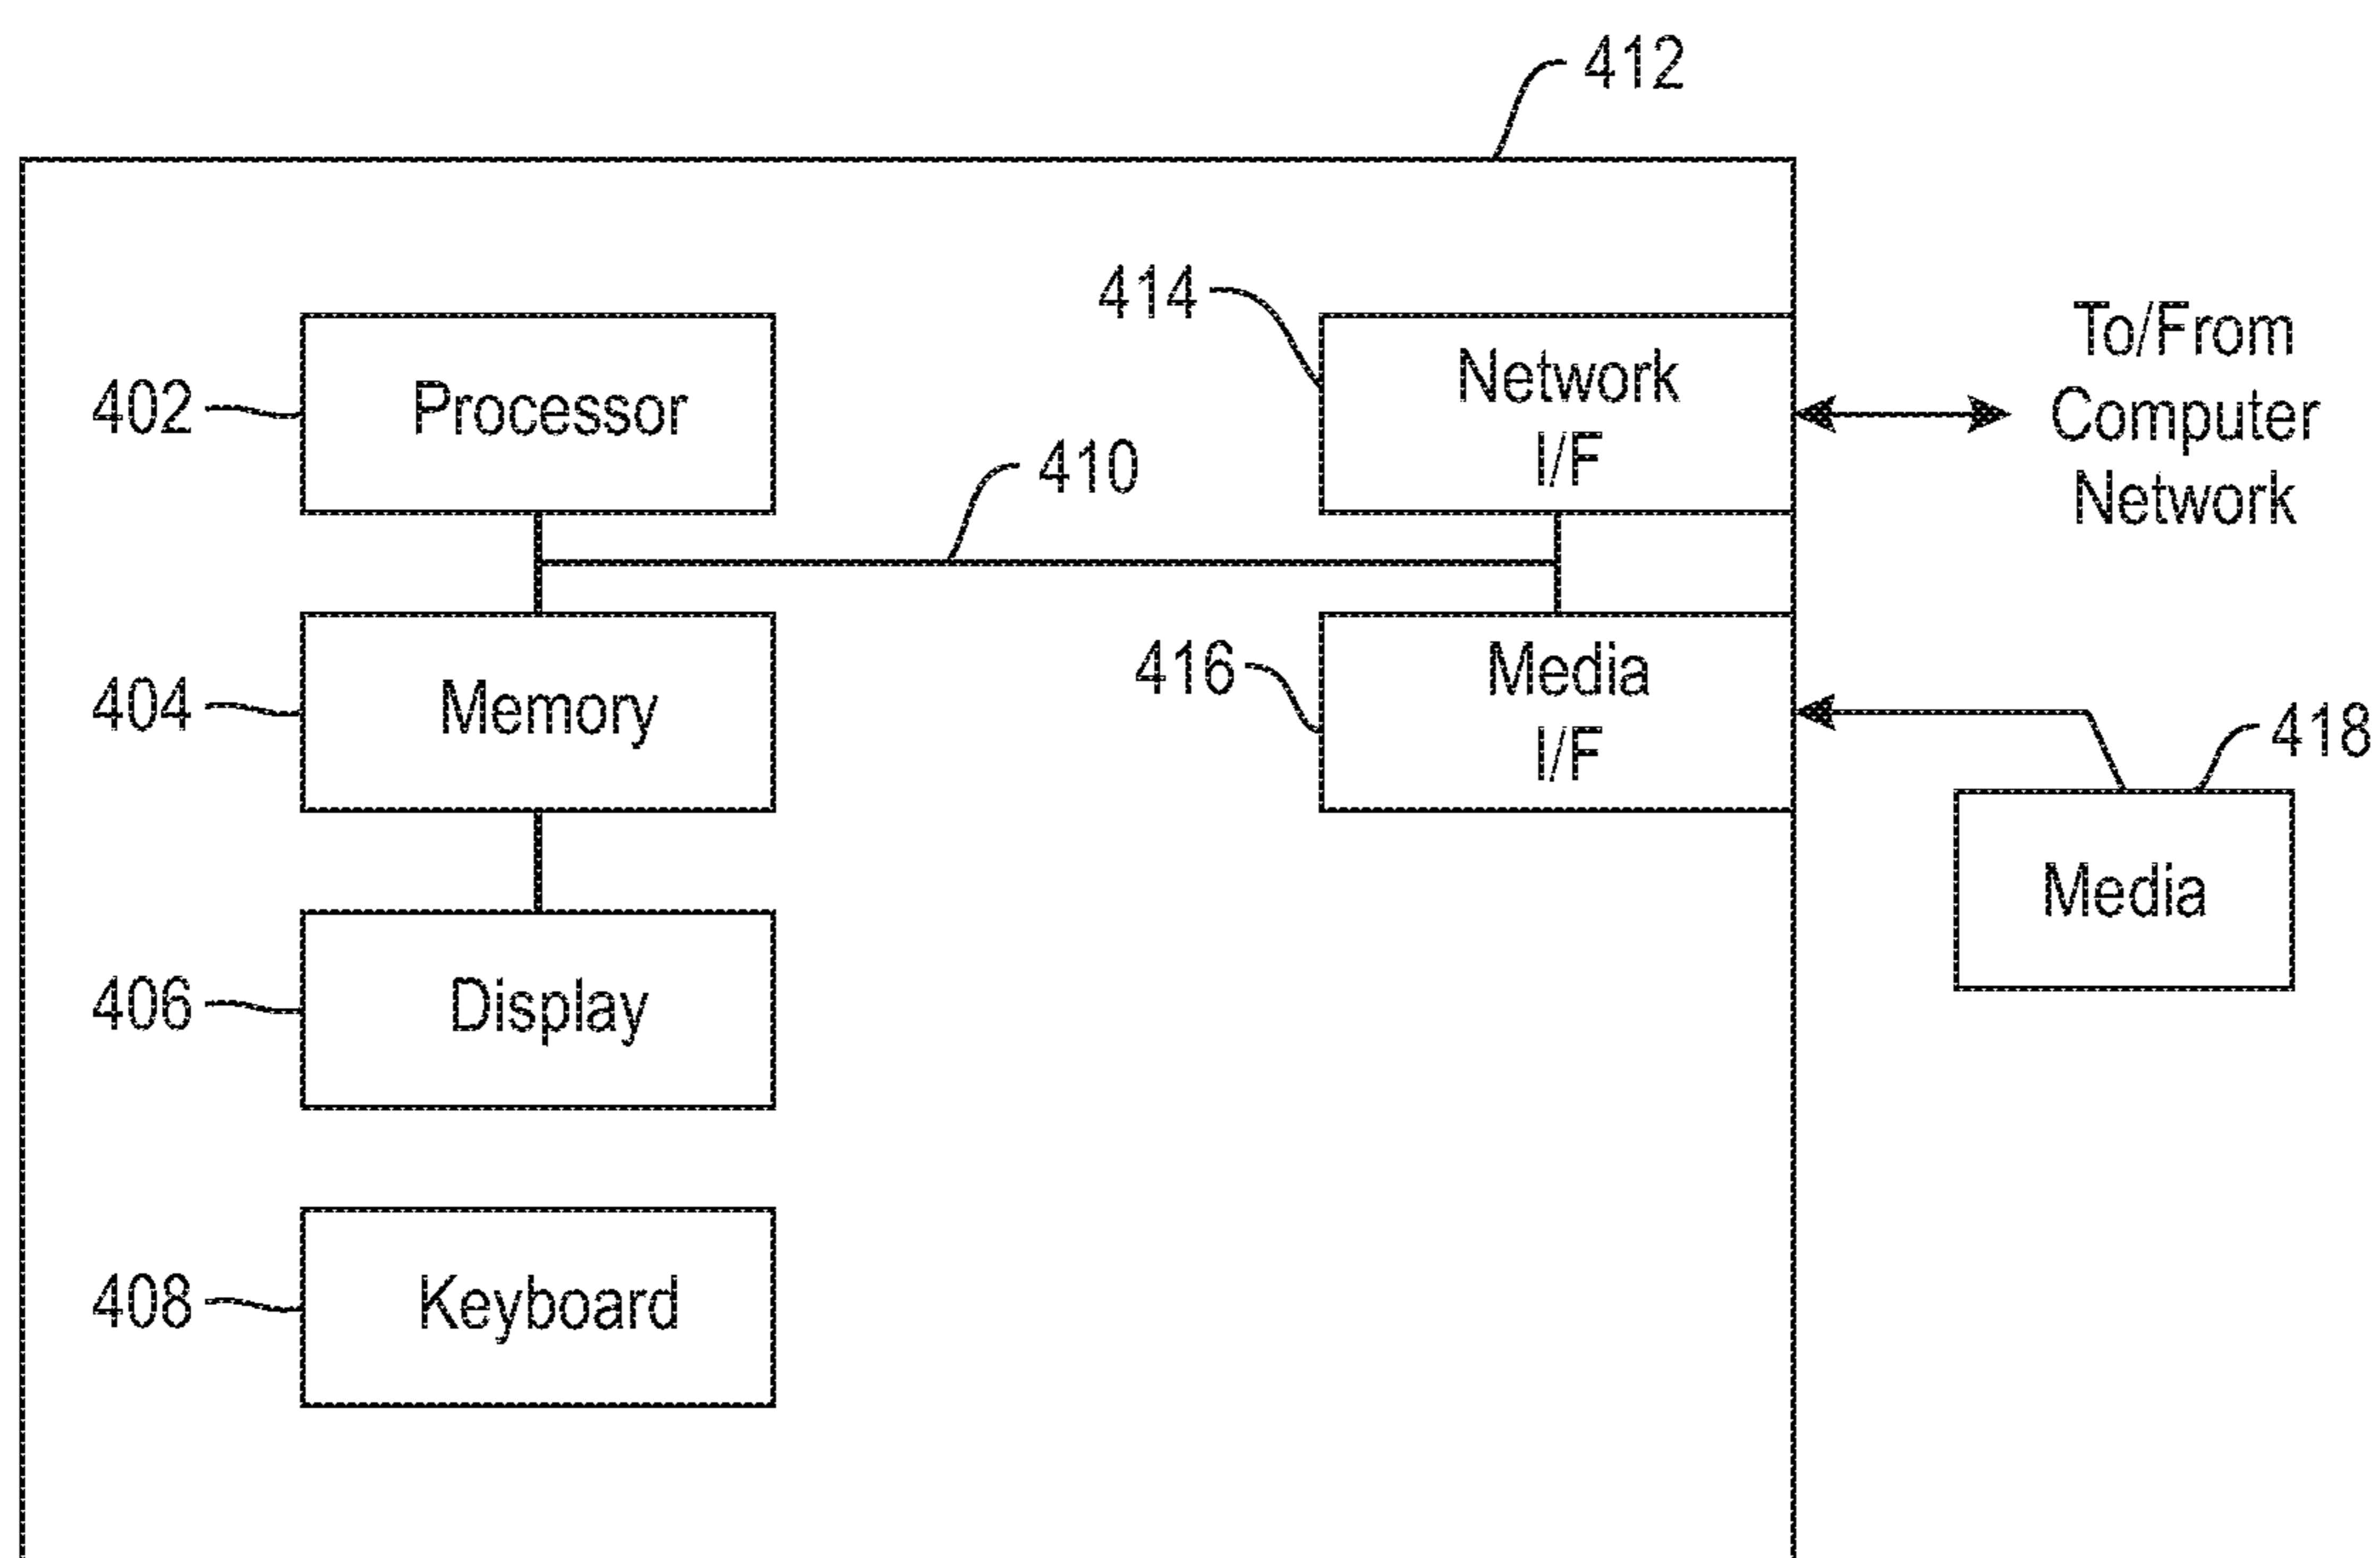 412
414
Network
I/F
To/From
Computer
Network
402
Processor
410
404
Memory
416
Media
I/F
418
Media
406
Display
408
Keyboard